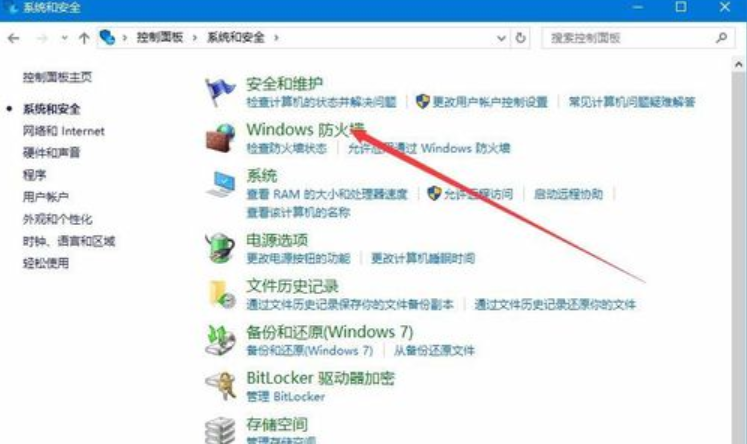 系统和安全
控制面板 系统和安全
搜索控制面板
控制面板主页
系统和安全
网络和 Internet
硬件和声音
程序
用户帐户
外观和个性化
时钟、语言和区域
轻松使用
安全和维护
检查计算机的状态并解决问题 更改用户帐户控制设置 常见计算机问题疑难解答
Windows 防火墙
检查防火墙状态 允许应用通过 Windows 防火墙
系统
查看 RAM 的大小和处理器速度 允许远程访问 启动远程协助
查看该计算机的名称
电源选项
更改电源按钮的功能 更改计算机睡眠时间
文件历史记录
通过文件历史记录保存你的文件备份副本 通过文件历史记录还原你的文件
备份和还原(Windows 7)
备份和还原(Windows 7) 从备份还原文件
BitLocker 驱动器加密
管理 BitLocker
存储空间
管理存储空间